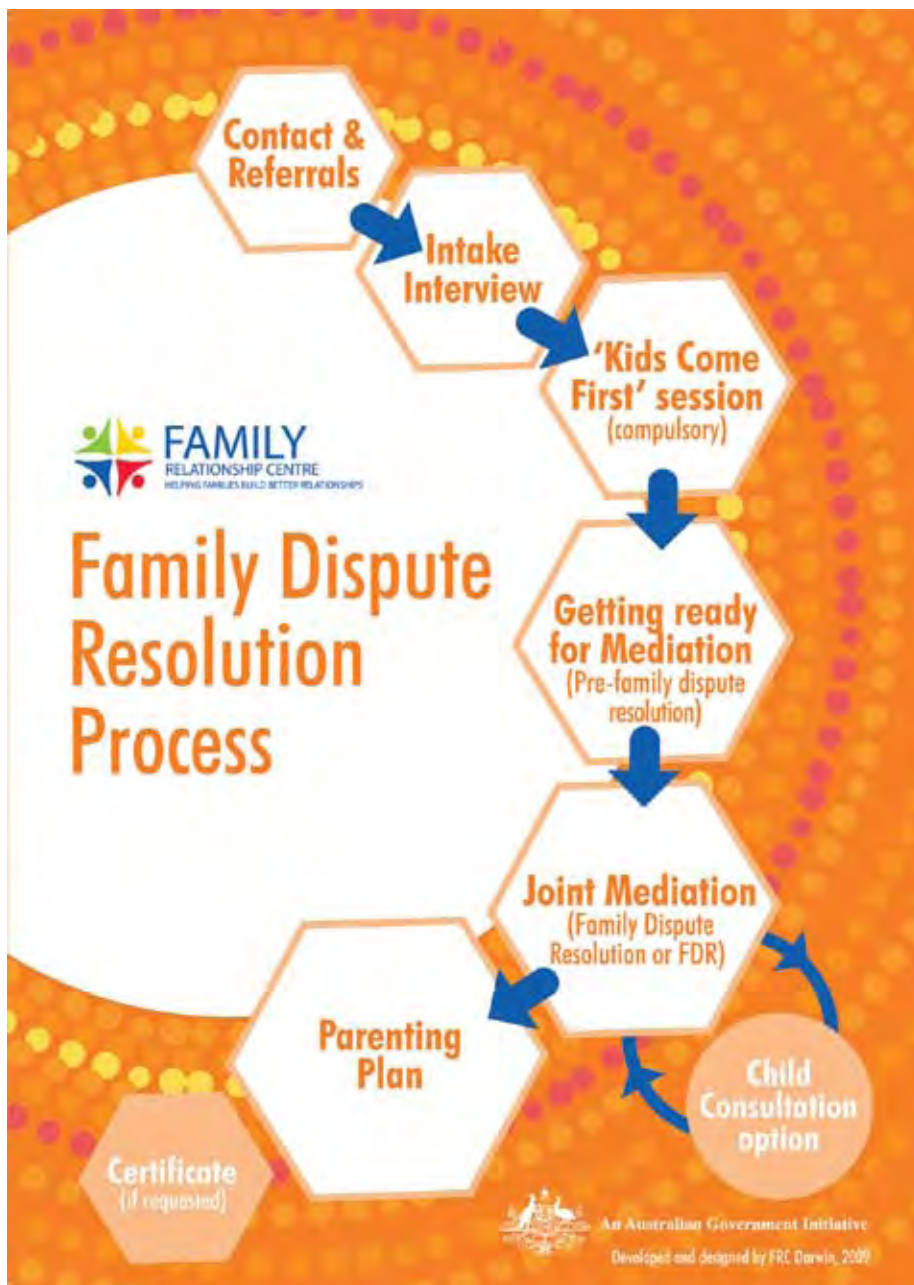 Contact &
Referrals
Intake
Interview
'Kids Come
First' session
(compulsory)
FAMILY
RELATIONSHIP CENTRE
HELPING FAMILIES BUILD BETTER RELATIONSHIPS
Family Dispute
Resolution
Process
Getting ready
for Mediation
(Pre-family dispute
resolution)
Joint Mediation
(Family Dispute
Resolution or FDR)
Parenting
Plan
Child
Consultation
option
Certificate
(if requested)
An Australian Government Initiative
Developed and designed by FRC Darwin, 2009